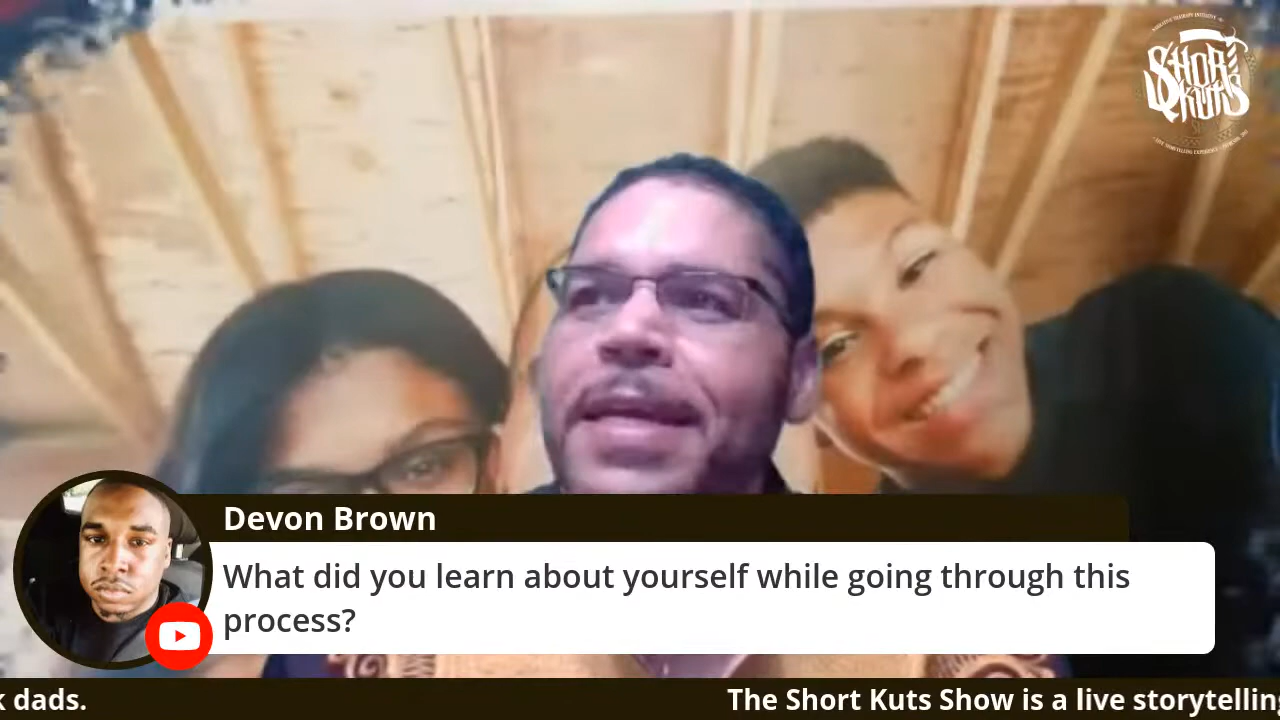 SHORT
KUTS
Devon Brown
What did you learn about yourself while going through this
process?
k dads.
The Short Kuts Show is a live storytelling